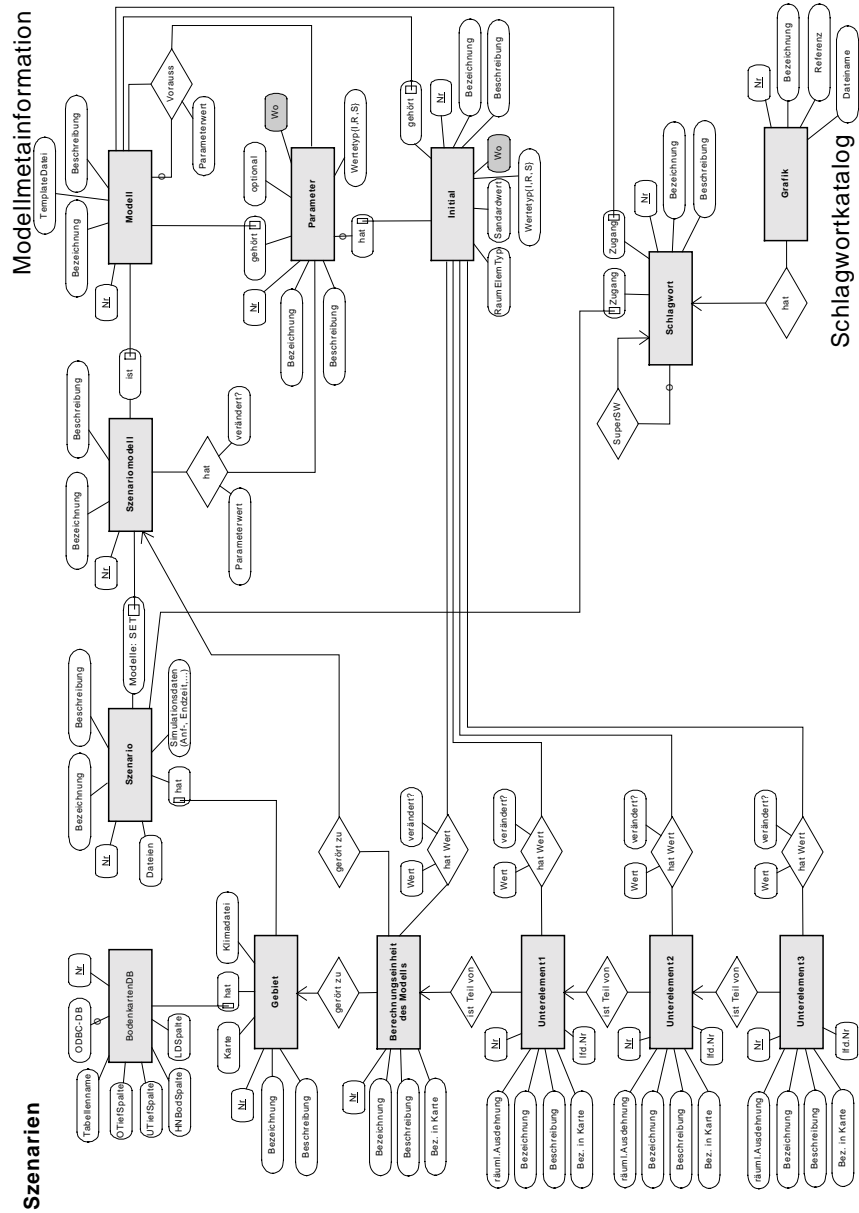 Szenarien
Modellmetainformation
Schlagwortkatalog
Tabellenname
ODBC-DB
Nr
OTiefSpalte
UTiefSpalte
HNBodSpalte
LDSpalte
BodenkartenDB
Nr
Bezeichnung
Beschreibung
Szenario
Dateien
hat
Simulationsdaten
(Anf-, Endzeit,...)
Modelle: SET
Nr
Bezeichnung
Beschreibung
Szenariomodell
ist
hat
Parameterwert
verändert?
Nr
Bezeichnung
TemplateDatei
Beschreibung
Modell
Vorauss
Parameterwert
gehört
optional
Wo
Nr
Bezeichnung
Beschreibung
Parameter
Wertetyp{I,R,S}
hat
gehört
Nr
Bezeichnung
Beschreibung
Initial
RaumElemTyp
Sandardwert
Wo
Wertetyp{I,R,S}
Karte
hat
Klimadatei
Nr
Bezeichnung
Beschreibung
Gebiet
gerört zu
gerört zu
Nr
Bezeichnung
Beschreibung
Bez. in Karte
Berechnungseinheit
des Modells
Wert
verändert?
hat Wert
ist Teil von
Nr
räuml.Ausdehnung
Bezeichnung
Beschreibung
Bez. in Karte
lfd.Nr
Unterelement1
Wert
verändert?
hat Wert
ist Teil von
Nr
räuml.Ausdehnung
Bezeichnung
Beschreibung
Bez. in Karte
lfd.Nr
Unterelement2
Wert
verändert?
hat Wert
ist Teil von
Nr
räuml.Ausdehnung
Bezeichnung
Beschreibung
Bez. in Karte
lfd.Nr
Unterelement3
Wert
verändert?
hat Wert
SuperSW
Zugang
Zugang
Nr
Bezeichnung
Beschreibung
Schlagwort
hat
Nr
Bezeichnung
Referenz
Dateiname
Grafik